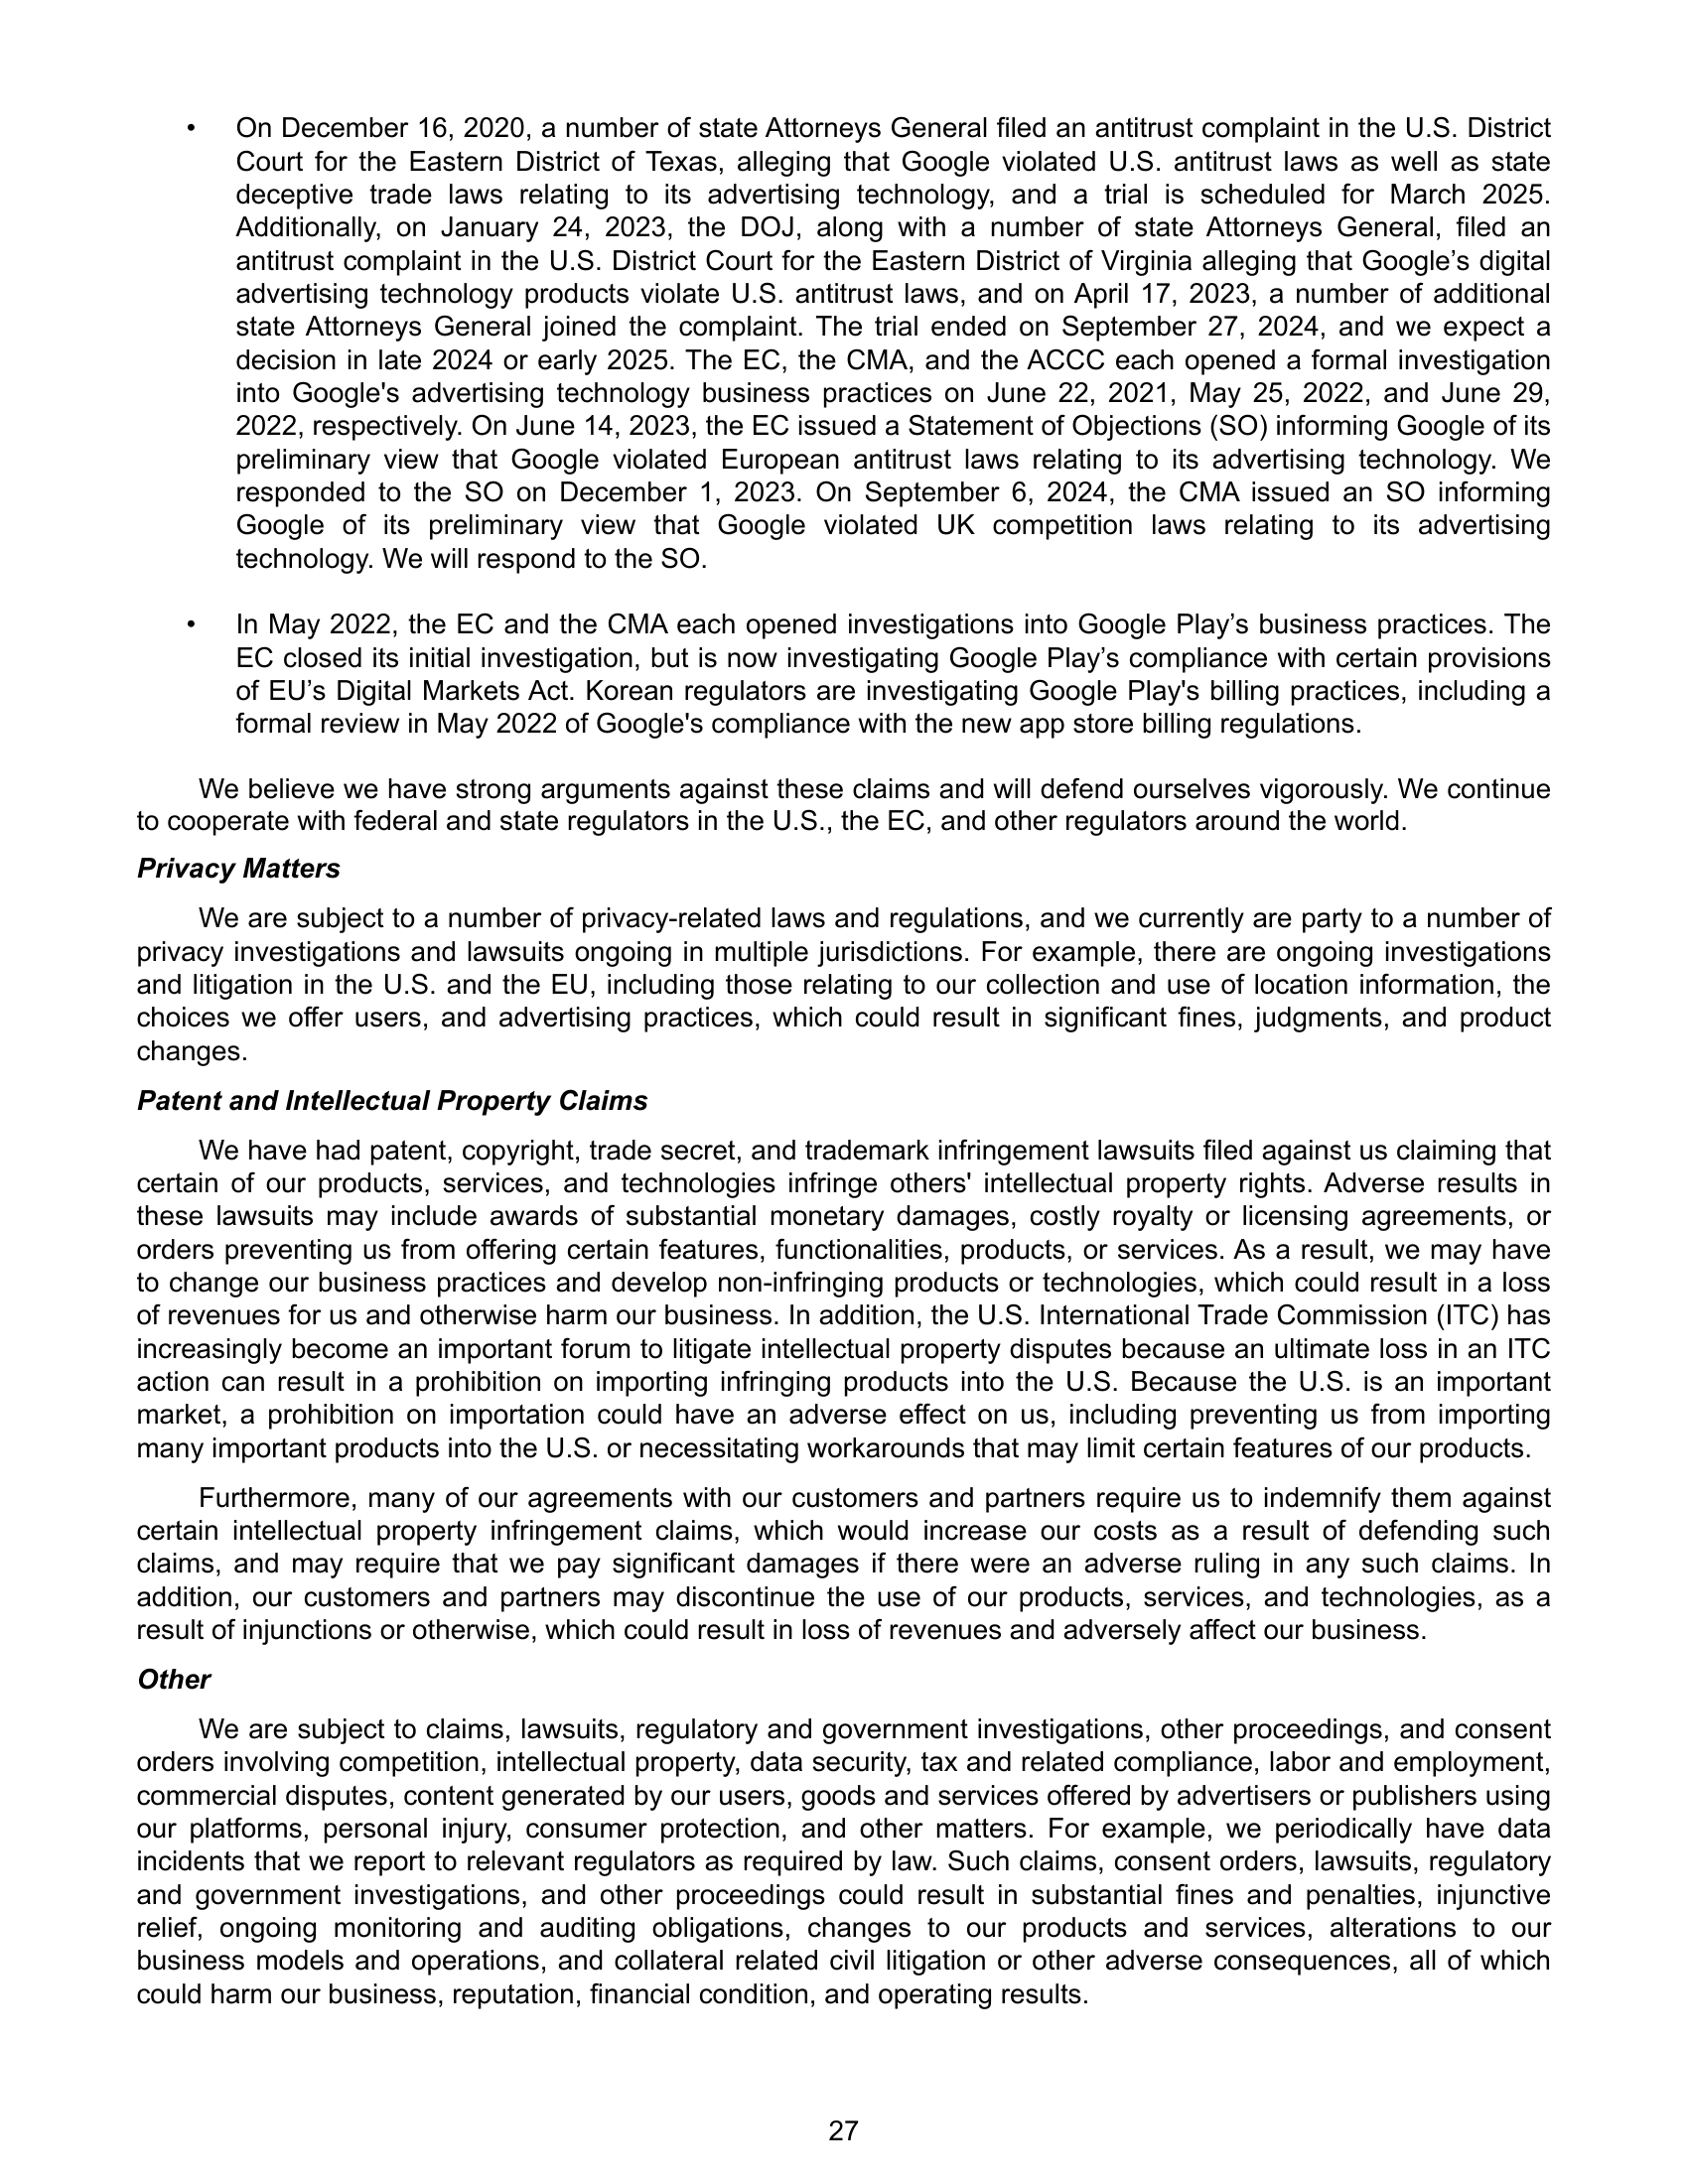 • On December 16, 2020, a number of state Attorneys General filed an antitrust complaint in the U.S. District
Court for the Eastern District of Texas, alleging that Google violated U.S. antitrust laws as well as state
deceptive trade laws relating to its advertising technology, and a trial is scheduled for March 2025.
Additionally, on January 24, 2023, the DOJ, along with a number of state Attorneys General, filed an
antitrust complaint in the U.S. District Court for the Eastern District of Virginia alleging that Google’s digital
advertising technology products violate U.S. antitrust laws, and on April 17, 2023, a number of additional
state Attorneys General joined the complaint. The trial ended on September 27, 2024, and we expect a
decision in late 2024 or early 2025. The EC, the CMA, and the ACCC each opened a formal investigation
into Google's advertising technology business practices on June 22, 2021, May 25, 2022, and June 29,
2022, respectively. On June 14, 2023, the EC issued a Statement of Objections (SO) informing Google of its
preliminary view that Google violated European antitrust laws relating to its advertising technology. We
responded to the SO on December 1, 2023. On September 6, 2024, the CMA issued an SO informing
Google of its preliminary view that Google violated UK competition laws relating to its advertising
technology. We will respond to the SO.
• In May 2022, the EC and the CMA each opened investigations into Google Play’s business practices. The
EC closed its initial investigation, but is now investigating Google Play’s compliance with certain provisions
of EU’s Digital Markets Act. Korean regulators are investigating Google Play's billing practices, including a
formal review in May 2022 of Google's compliance with the new app store billing regulations.
We believe we have strong arguments against these claims and will defend ourselves vigorously. We continue
to cooperate with federal and state regulators in the U.S., the EC, and other regulators around the world.
Privacy Matters
We are subject to a number of privacy-related laws and regulations, and we currently are party to a number of
privacy investigations and lawsuits ongoing in multiple jurisdictions. For example, there are ongoing investigations
and litigation in the U.S. and the EU, including those relating to our collection and use of location information, the
choices we offer users, and advertising practices, which could result in significant fines, judgments, and product
changes.
Patent and Intellectual Property Claims
We have had patent, copyright, trade secret, and trademark infringement lawsuits filed against us claiming that
certain of our products, services, and technologies infringe others' intellectual property rights. Adverse results in
these lawsuits may include awards of substantial monetary damages, costly royalty or licensing agreements, or
orders preventing us from offering certain features, functionalities, products, or services. As a result, we may have
to change our business practices and develop non-infringing products or technologies, which could result in a loss
of revenues for us and otherwise harm our business. In addition, the U.S. International Trade Commission (ITC) has
increasingly become an important forum to litigate intellectual property disputes because an ultimate loss in an ITC
action can result in a prohibition on importing infringing products into the U.S. Because the U.S. is an important
market, a prohibition on importation could have an adverse effect on us, including preventing us from importing
many important products into the U.S. or necessitating workarounds that may limit certain features of our products.
Furthermore, many of our agreements with our customers and partners require us to indemnify them against
certain intellectual property infringement claims, which would increase our costs as a result of defending such
claims, and may require that we pay significant damages if there were an adverse ruling in any such claims. In
addition, our customers and partners may discontinue the use of our products, services, and technologies, as a
result of injunctions or otherwise, which could result in loss of revenues and adversely affect our business.
Other
We are subject to claims, lawsuits, regulatory and government investigations, other proceedings, and consent
orders involving competition, intellectual property, data security, tax and related compliance, labor and employment,
commercial disputes, content generated by our users, goods and services offered by advertisers or publishers using
our platforms, personal injury, consumer protection, and other matters. For example, we periodically have data
incidents that we report to relevant regulators as required by law. Such claims, consent orders, lawsuits, regulatory
and government investigations, and other proceedings could result in substantial fines and penalties, injunctive
relief, ongoing monitoring and auditing obligations, changes to our products and services, alterations to our
business models and operations, and collateral related civil litigation or other adverse consequences, all of which
could harm our business, reputation, financial condition, and operating results.
27